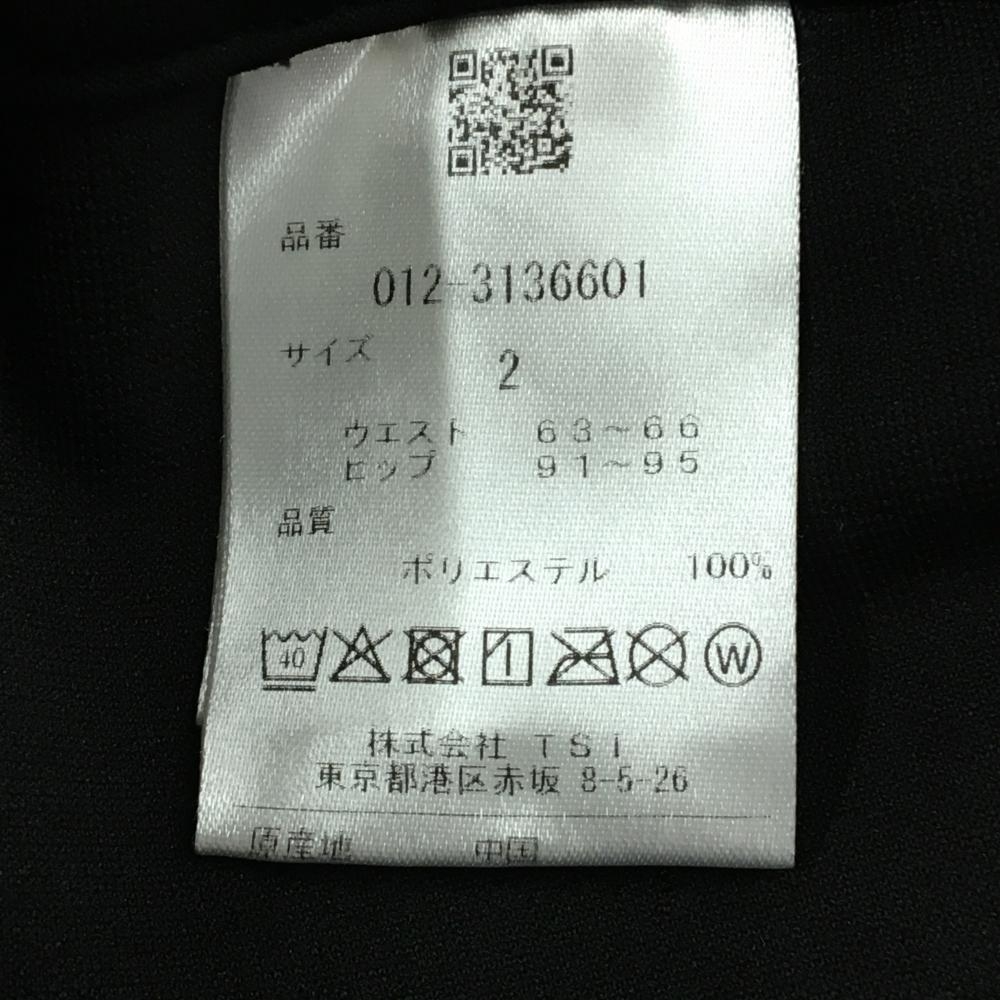 品番
012-3136601
サイズ 2
ウエスト 63~66
ヒップ 91~95
品質
ポリエステル 100%
40 W
株式会社 TSI
東京都港区赤坂 8-5-26
原産地 中国